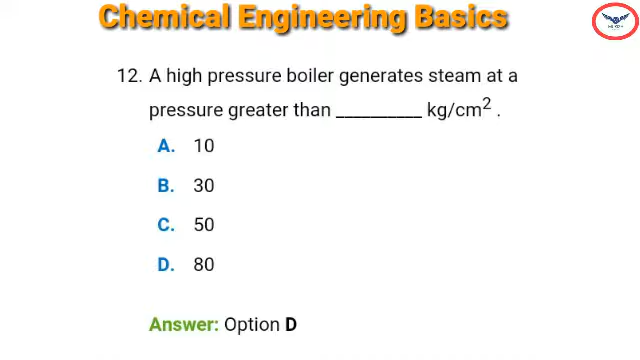 Chemical Engineering Basics
12. A high pressure boiler generates steam at a
pressure greater than __________ kg/cm² .
A. 10
B. 30
C. 50
D. 80
Answer: Option D